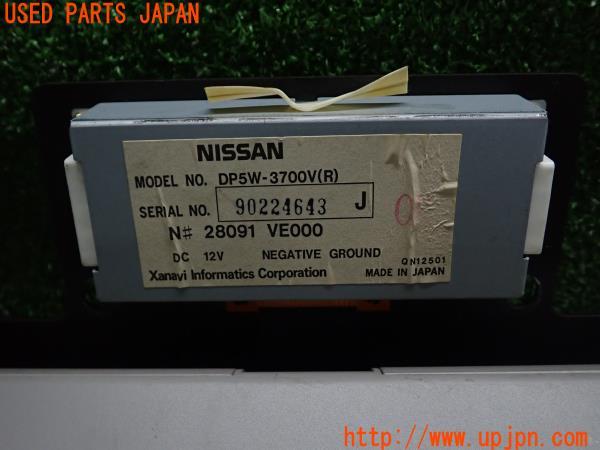 USED PARTS JAPAN
NISSAN
MODEL NO. DP5W-3700V(R)
SERIAL NO. 90224643 J
N# 28091 VE000
DC 12V NEGATIVE GROUND
QN12501
Xanavi Informatics Corporation MADE IN JAPAN
http://www.upjpn.com/